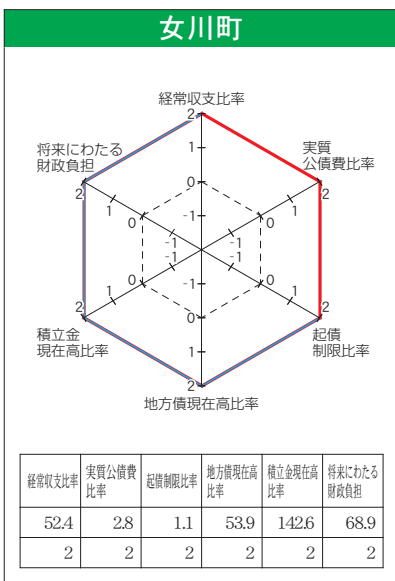 女川町
経常収支比率
実質
公債費比率
起債
制限比率
地方債現在高比率
積立金
現在高比率
将来にわたる
財政負担
2
1
0
-1
2
1
0
-1
2
1
0
-1
-1
0
1
2
-1
0
1
2
-1
0
1
2
経常収支比率 実質公債費比率 起債制限比率 地方債現在高比率 積立金現在高比率 将来にわたる財政負担
52.4 2.8 1.1 53.9 142.6 68.9
2 2 2 2 2 2